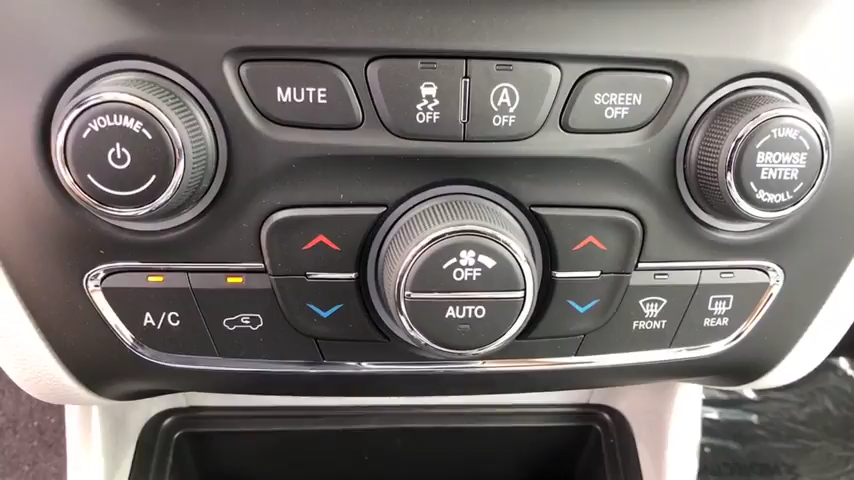 VOLUME
MUTE
OFF
A
OFF
SCREEN
OFF
TUNE
BROWSE
ENTER
SCROLL
OFF
AUTO
A/C
FRONT
REAR